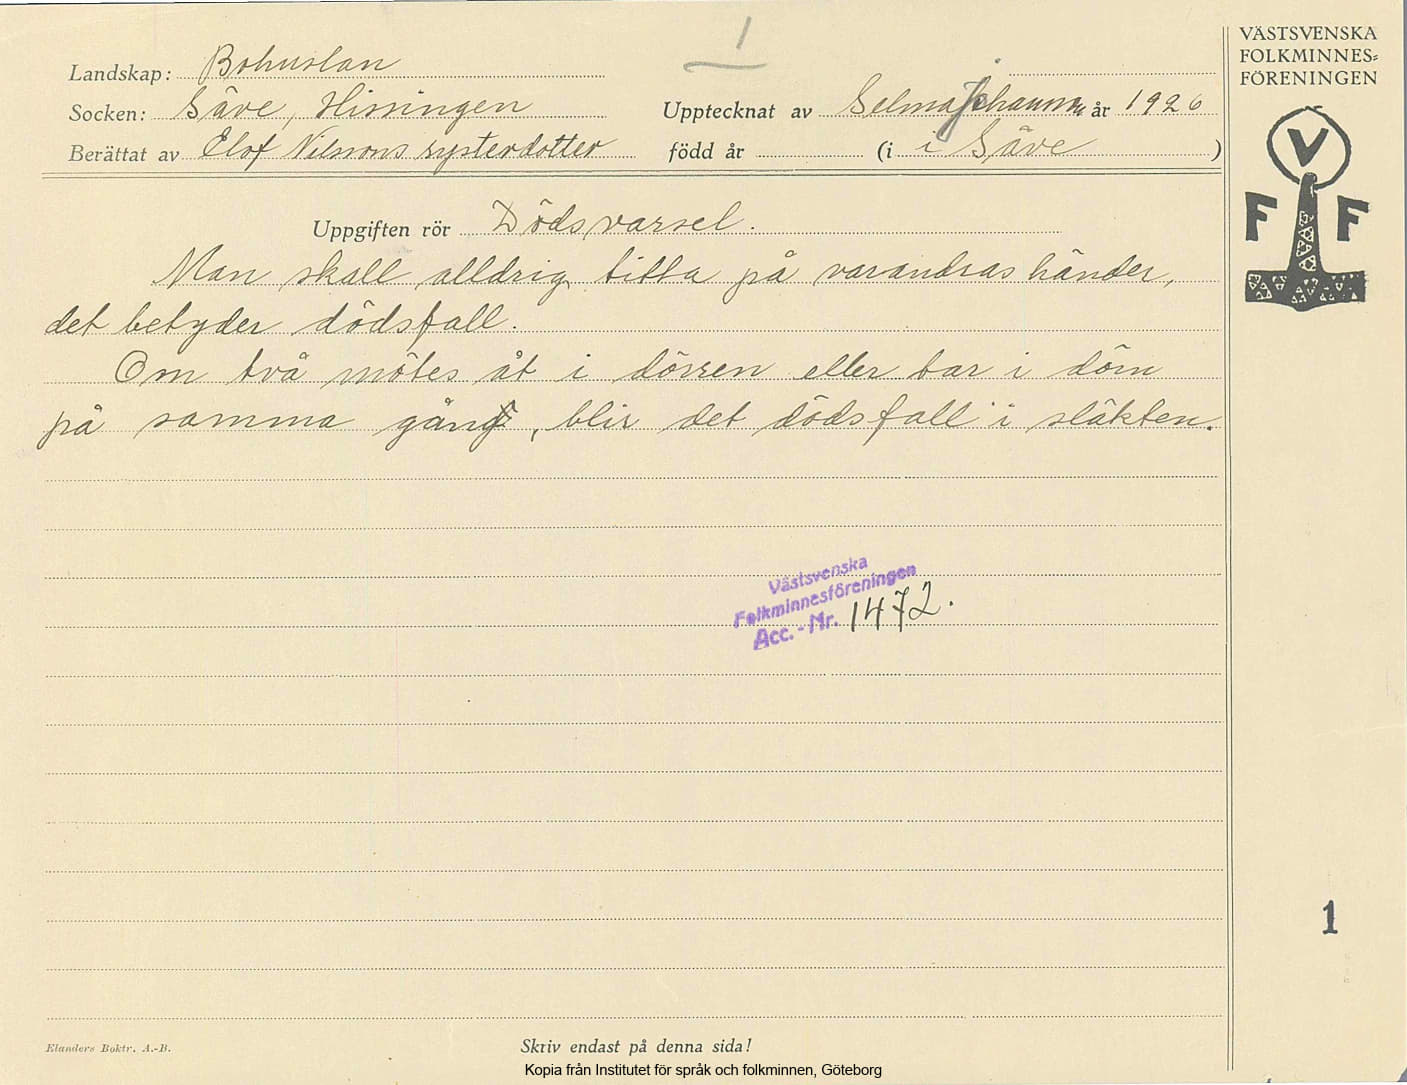 1
VÄSTSVENSKA
FOLKMINNES=
FÖRENINGEN
V
F F
Landskap: Bohuslän
Socken: Säve, Hisingen
Upptecknat av Selma Johansson år 1926
Berättat av Elof Nilssons systerdotter
född år (i i Säve )
Uppgiften rör Dödsvarsel.
Man skall alldrig titta på varandras händer,
det betyder dödsfall.
Om två mötes åt i dörren eller tar i dörn
på samma gång, blir det dödsfall i släkten.
Västsvenska
Folkminnesföreningen
Acc. - Nr. 1472.
1
Elanders Boktr. A.-B.
Skriv endast på denna sida!
Kopia från Institutet för språk och folkminnen, Göteborg